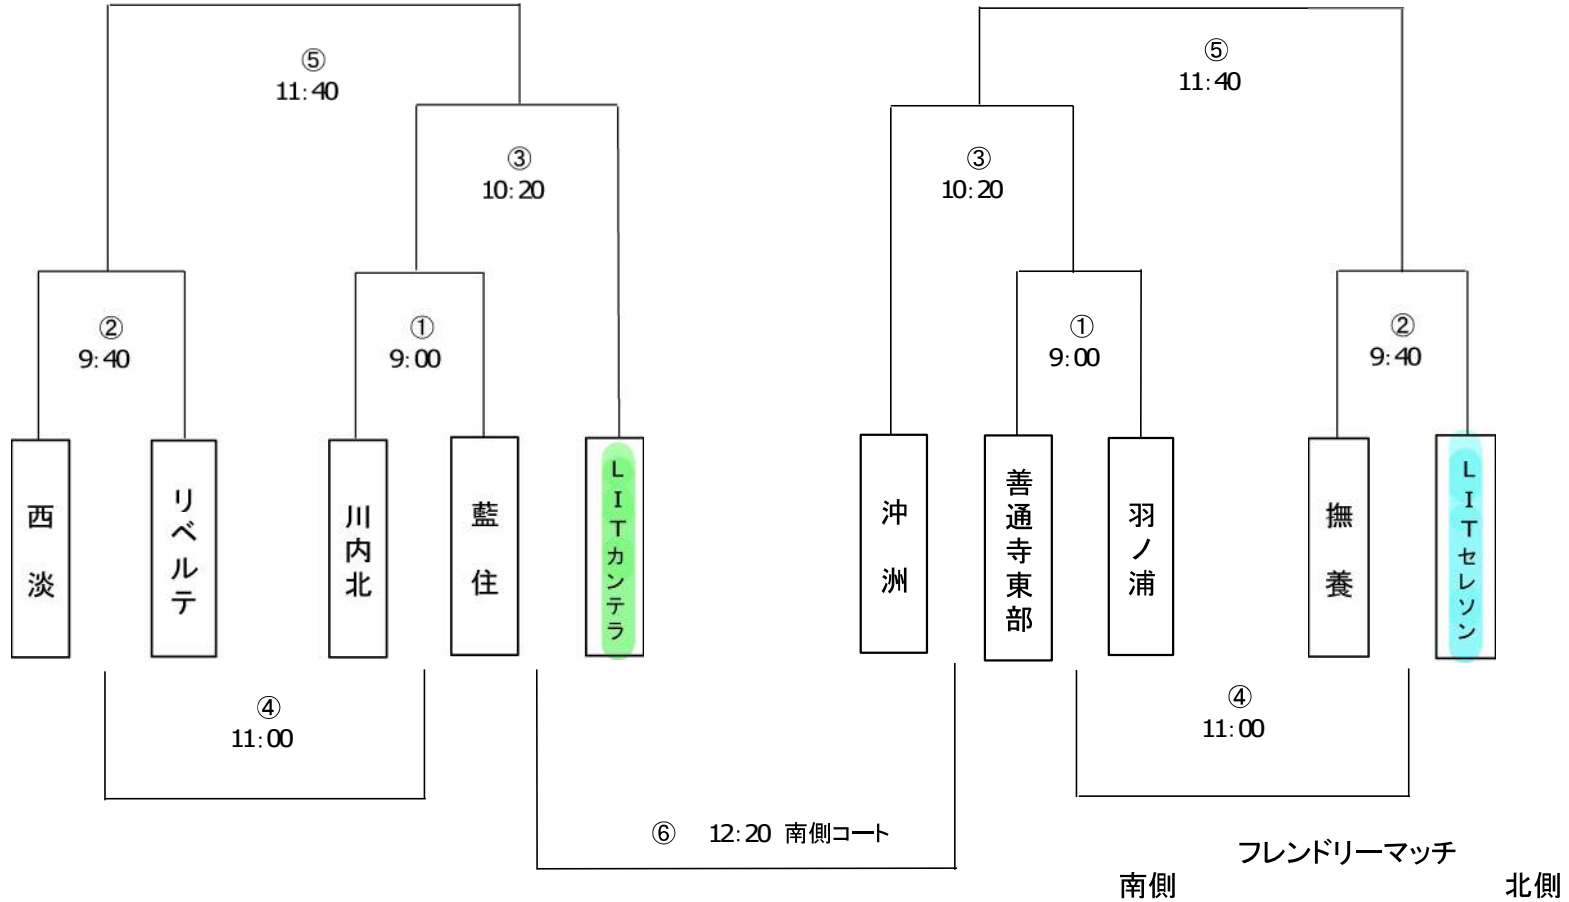 ⑤
11:40
⑤
11:40
③
10:20
③
10:20
②
9:40
①
9:00
①
9:00
②
9:40
西淡
リベルテ
川内北
藍住
LITカンテラ
沖洲
善通寺東部
羽ノ浦
撫養
LITセレソン
④
11:00
④
11:00
⑥ 12:20 南側コート
フレンドリーマッチ
南側 北側